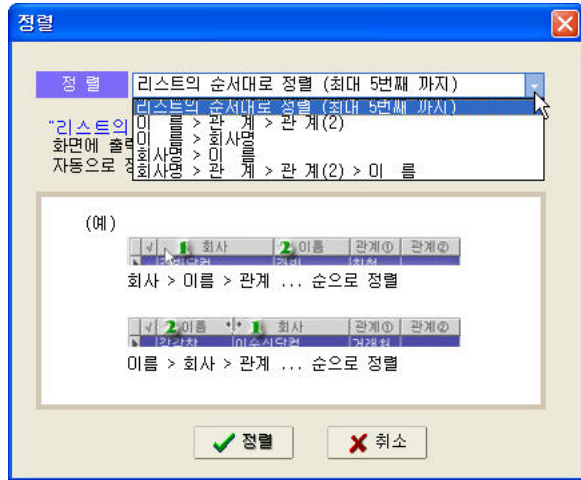 정렬
정 렬
리스트의 순서대로 정렬 (최대 5번째 까지)
리스트의 순서대로 정렬 (최대 5번째 까지)
이 름 > 관 계 > 관 계(2)
이 름 > 회사명
회사명 > 이 름
회사명 > 관 계 > 관 계(2) > 이 름
"리스트의
화면에 출력
자동으로
(예)
√ 1 회사 2 이름 관계① 관계②
회사 > 이름 > 관계 ... 순으로 정렬
√ 2 이름 1 회사 관계① 관계②
이름 > 회사 > 관계 ... 순으로 정렬
정렬 취소